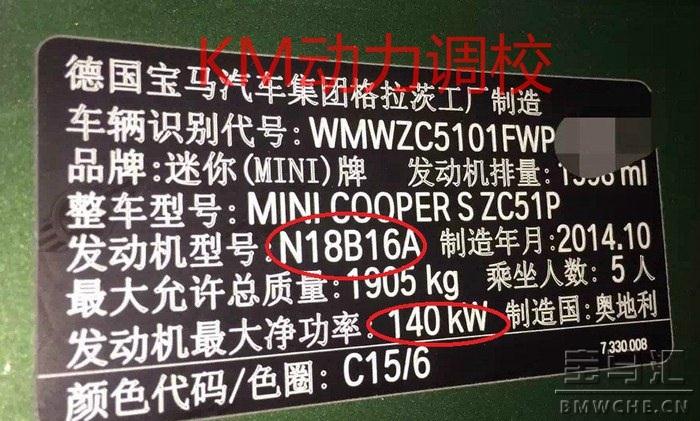 KM动力调校
德国宝马汽车集团格拉茨工厂制造
车辆识别代号:WMWZC5101FWP
品牌:迷你(MINI)牌 发动机排量:1598 ml
整车型号:MINI COOPER S ZC51P
发动机型号:N18B16A 制造年月:2014.10
最大允许总质量:1905 kg 乘坐人数:5人
发动机最大净功率:140 kW 制造国:奥地利
颜色代码/色圈:C15/6 7.330.008
宝马汇
BMWCHE.CN